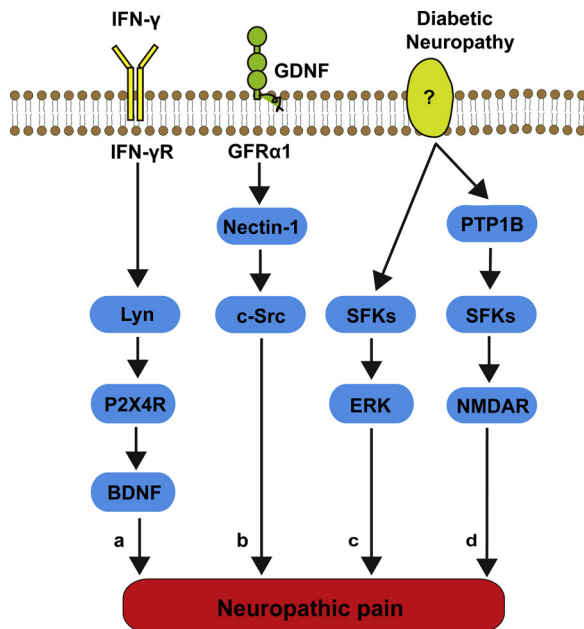 IFN-γ
GDNF
Diabetic
Neuropathy
?
IFN-γR
GFRα1
Nectin-1
PTP1B
Lyn
c-Src
SFKs
SFKs
P2X4R
ERK
NMDAR
BDNF
a
b
c
d
Neuropathic pain